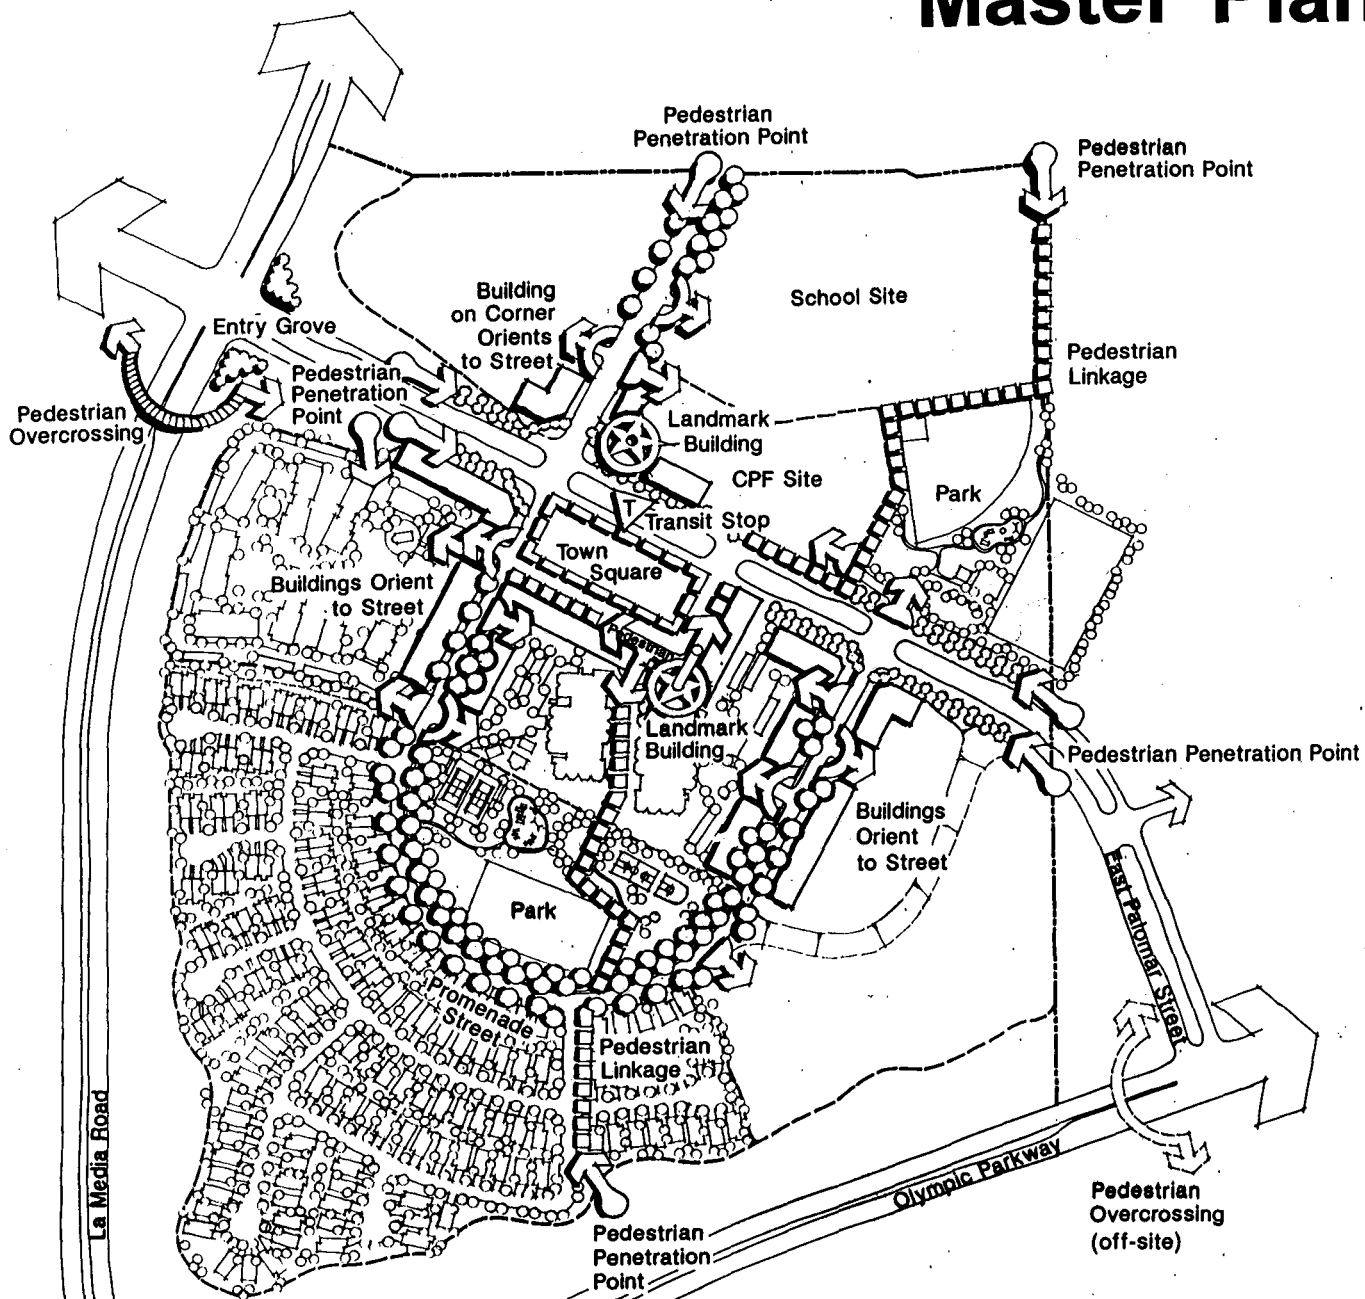 Master Plan
Pedestrian
Penetration Point
Pedestrian
Penetration Point
School Site
Building
on Corner
Orients
to Street
Entry Grove
Pedestrian
Penetration
Point
Pedestrian
Overcrossing
Pedestrian
Linkage
Landmark
Building
CPF Site
Park
T
Transit Stop
Town
Square
Buildings Orient
to Street
Pedestrian
Landmark
Building
Pedestrian Penetration Point
Buildings
Orient
to Street
Park
East Palomar Street
Promenade
Street
Pedestrian
Linkage
La Media Road
Olympic Parkway
Pedestrian
Overcrossing
(off-site)
Pedestrian
Penetration
Point